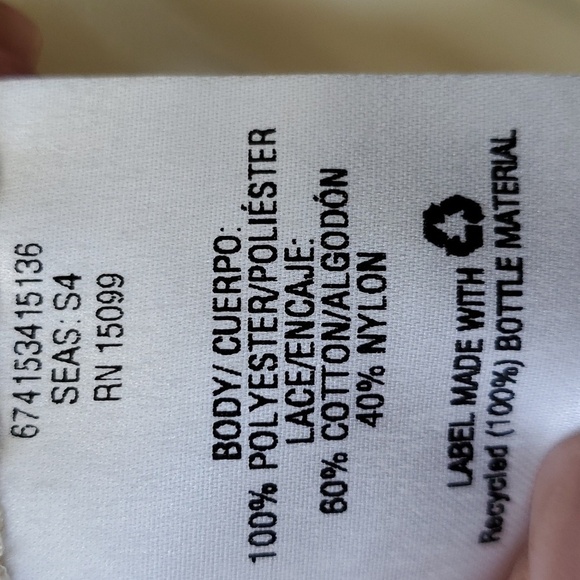 674153415136
SEAS: S4
RN 15099
BODY/ CUERPO:
100% POLYESTER/POLIÉSTER
LACE/ENCAJE:
60% COTTON/ALGODÓN
40% NYLON
LABEL MADE WITH
Recycled (100%) BOTTLE MATERIAL